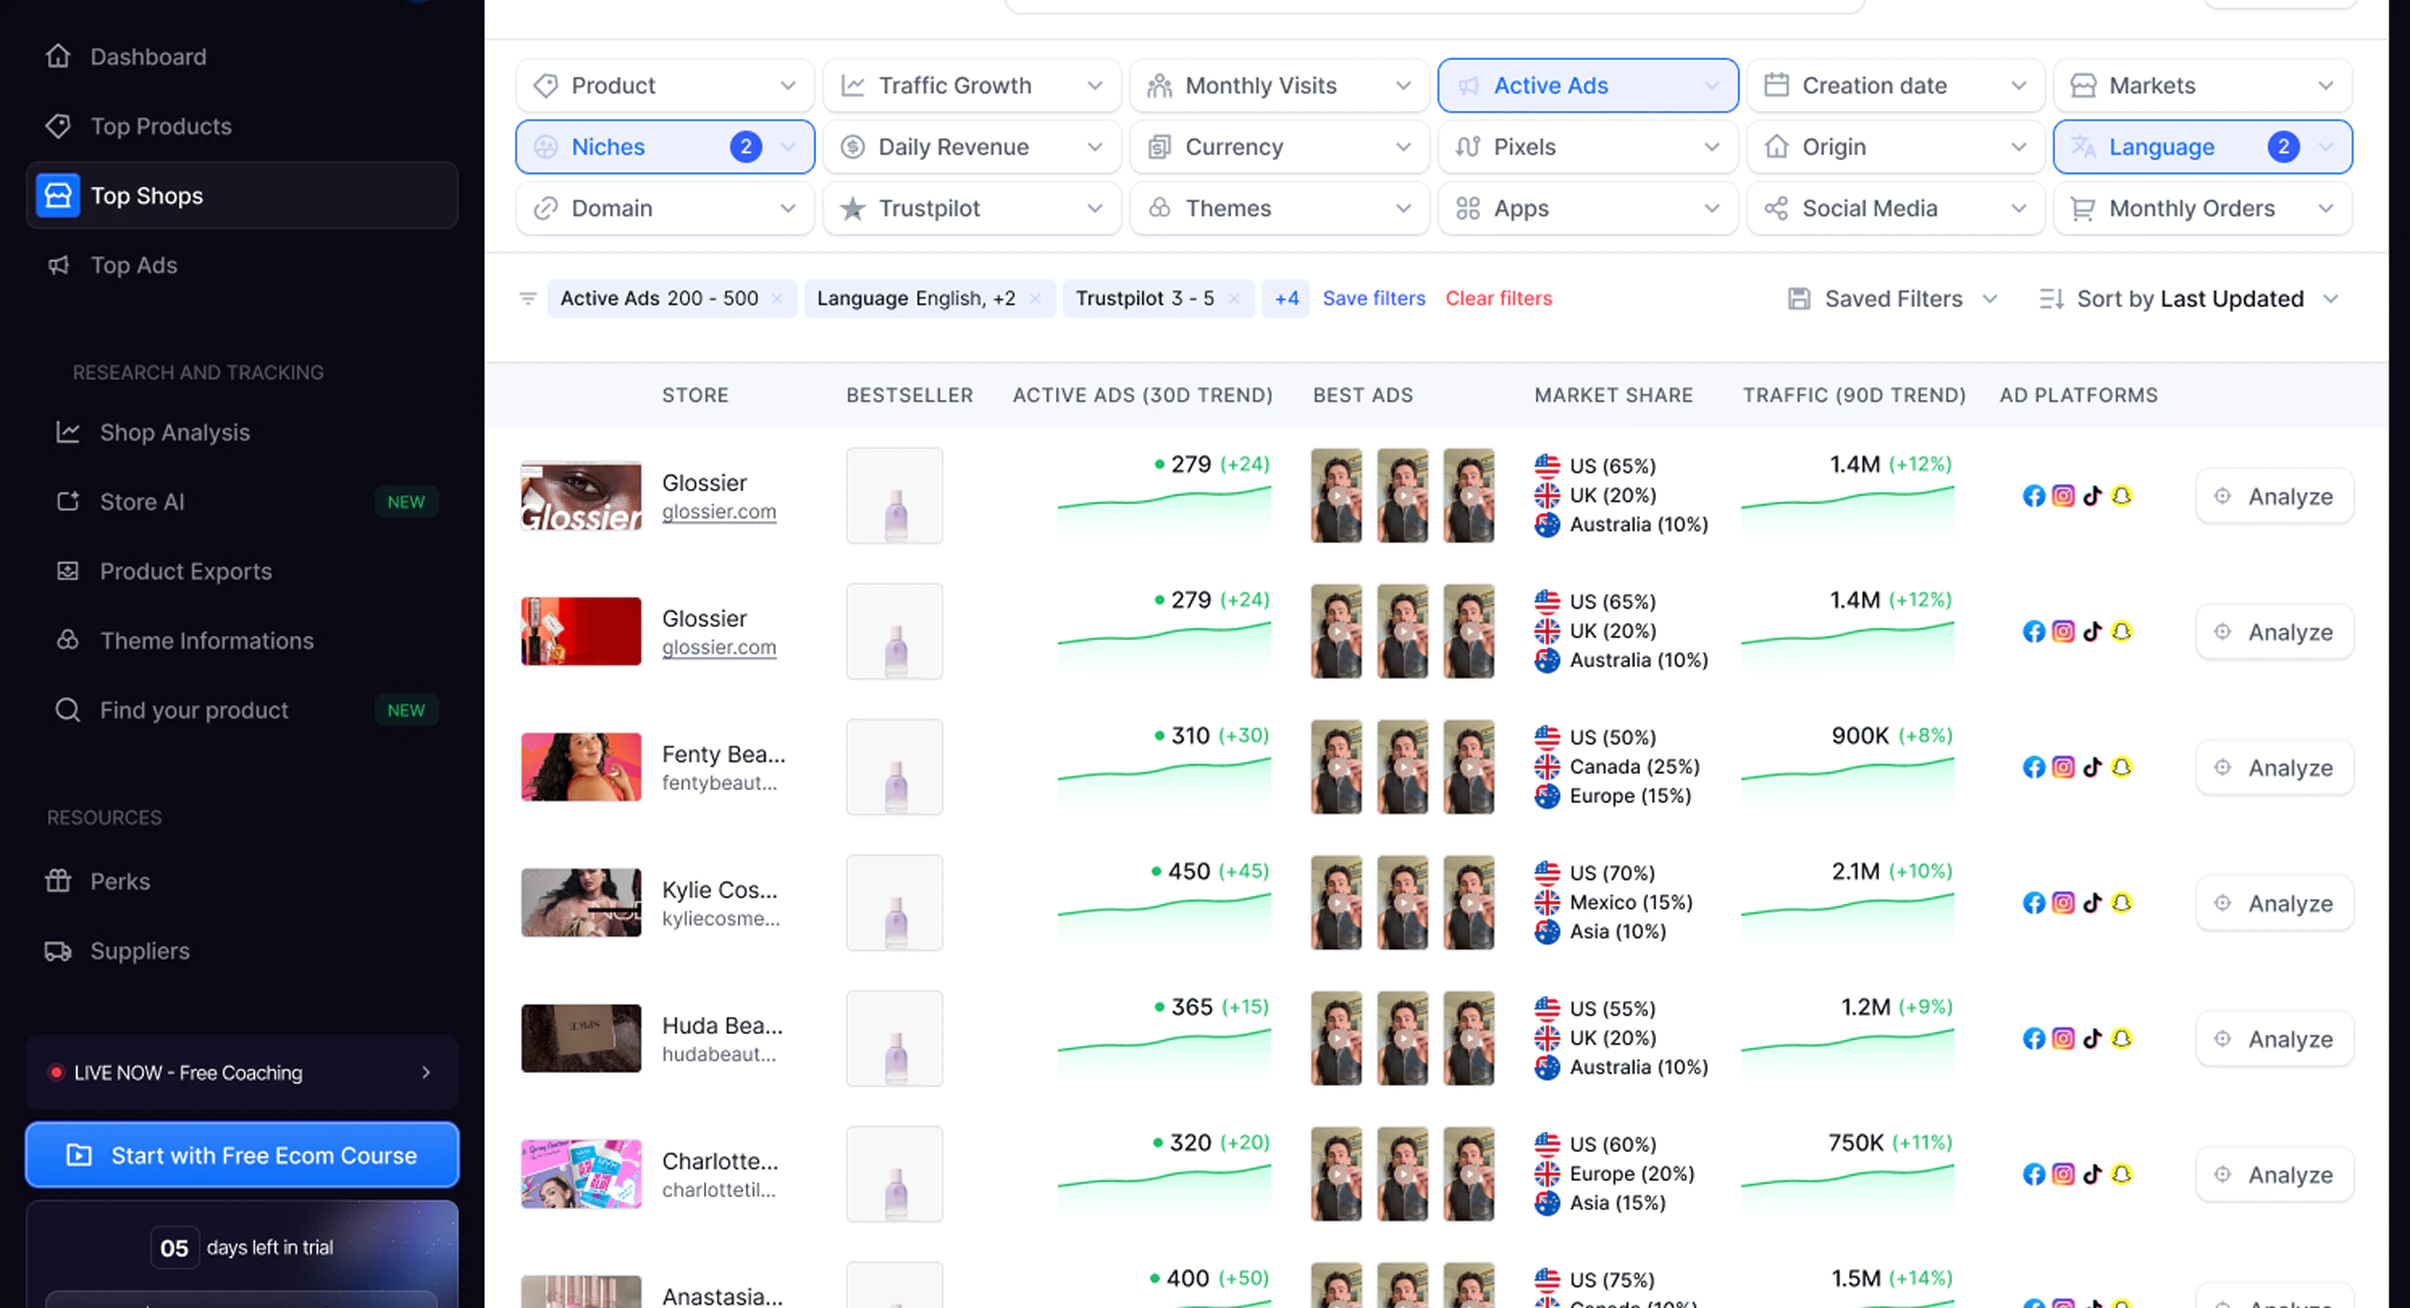 Dashboard
Top Products
Top Shops
Top Ads
RESEARCH AND TRACKING
Shop Analysis
Store AI NEW
Product Exports
Theme Informations
Find your product NEW
RESOURCES
Perks
Suppliers
LIVE NOW - Free Coaching
Start with Free Ecom Course
05 days left in trial
Product Traffic Growth Monthly Visits Active Ads Creation date Markets
Niches 2 Daily Revenue Currency Pixels Origin Language 2
Domain Trustpilot Themes Apps Social Media Monthly Orders
Active Ads 200 - 500 Language English, +2 Trustpilot 3 - 5 +4 Save filters Clear filters Saved Filters Sort by Last Updated
STORE BESTSELLER ACTIVE ADS (30D TREND) BEST ADS MARKET SHARE TRAFFIC (90D TREND) AD PLATFORMS
Glossier
Glossier
glossier.com
279 (+24)
US (65%)
UK (20%)
Australia (10%)
1.4M (+12%)
Analyze
Glossier
glossier.com
279 (+24)
US (65%)
UK (20%)
Australia (10%)
1.4M (+12%)
Analyze
Fenty Bea...
fentybeaut...
310 (+30)
US (50%)
Canada (25%)
Europe (15%)
900K (+8%)
Analyze
Kylie Cos...
kyliecosme...
450 (+45)
US (70%)
Mexico (15%)
Asia (10%)
2.1M (+10%)
Analyze
SPICE
Huda Bea...
hudabeaut...
365 (+15)
US (55%)
UK (20%)
Australia (10%)
1.2M (+9%)
Analyze
Charlotte...
charlottetil...
320 (+20)
US (60%)
Europe (20%)
Asia (15%)
750K (+11%)
Analyze
Anastasia...
400 (+50)
US (75%)
Canada (10%)
1.5M (+14%)